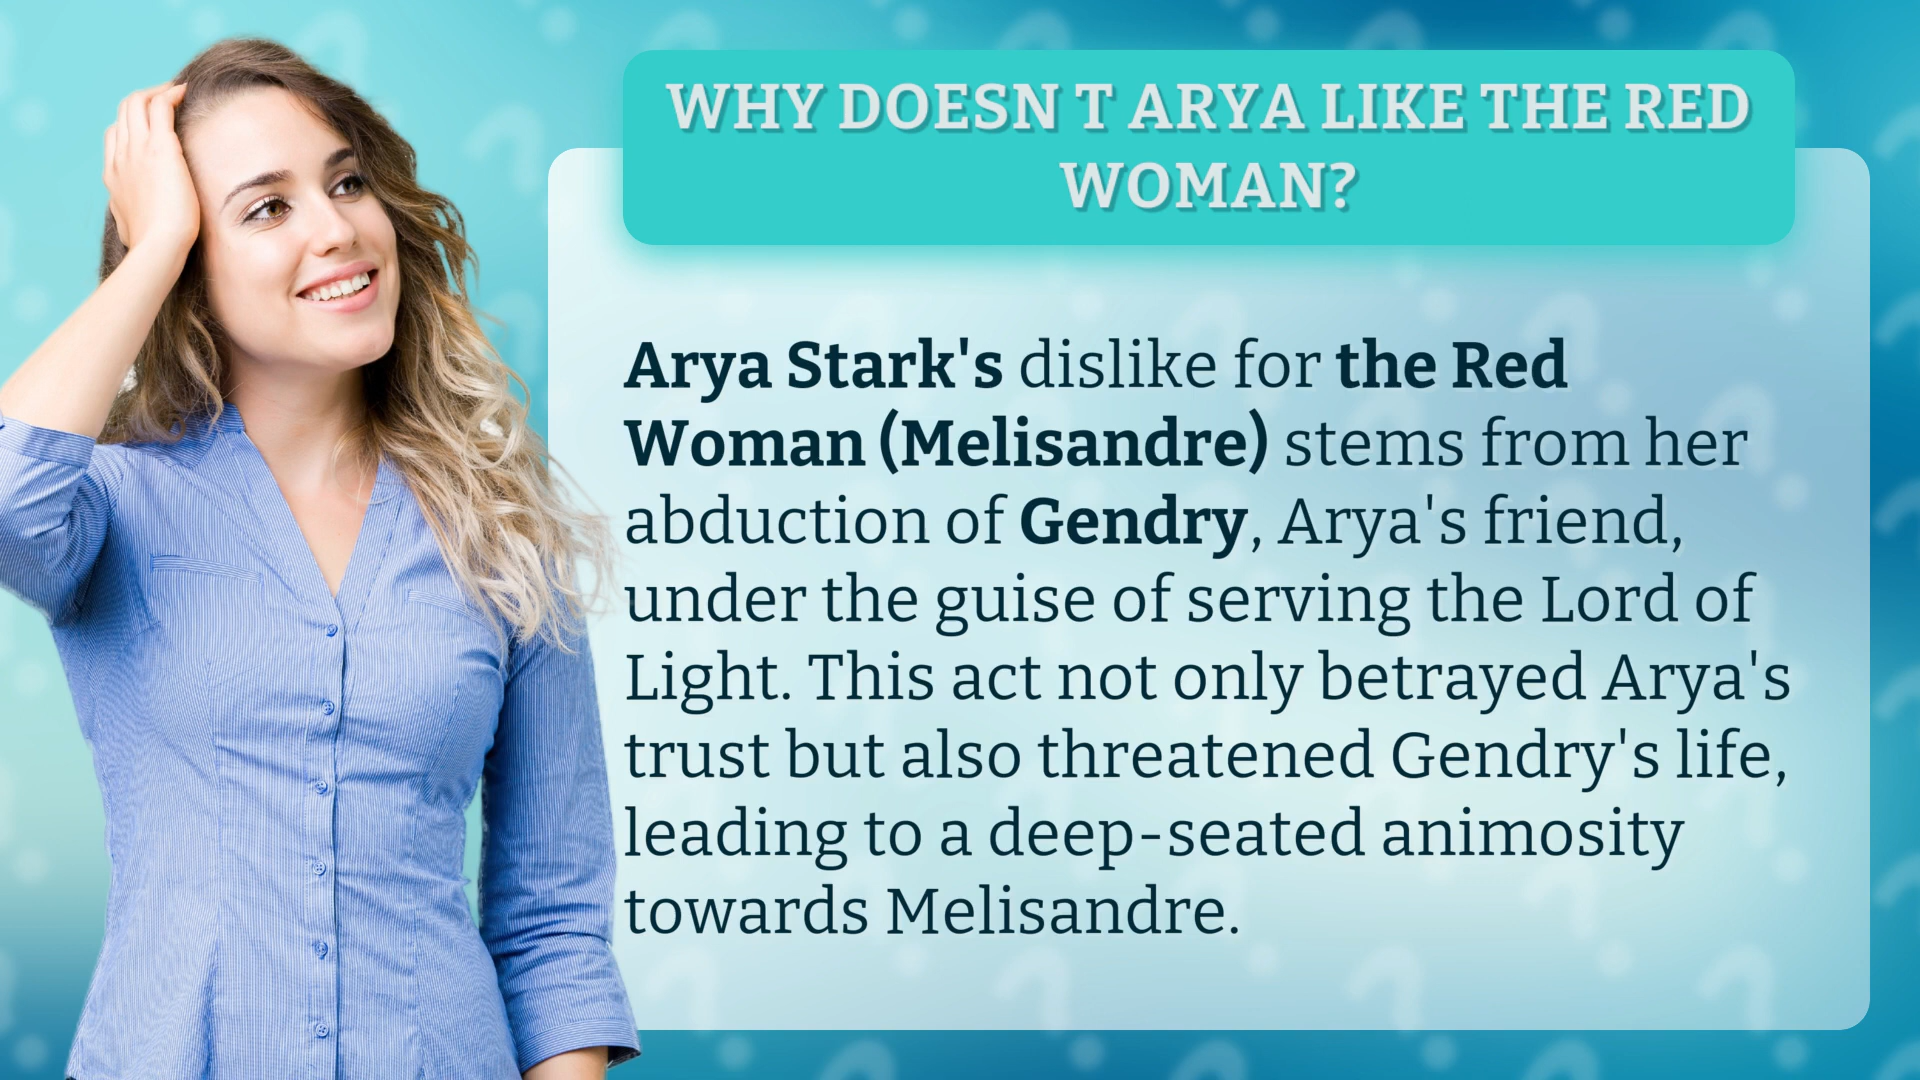 WHY DOESN T ARYA LIKE THE RED
WOMAN?
Arya Stark's dislike for the Red
Woman (Melisandre) stems from her
abduction of Gendry, Arya's friend,
under the guise of serving the Lord of
Light. This act not only betrayed Arya's
trust but also threatened Gendry's life,
leading to a deep-seated animosity
towards Melisandre.